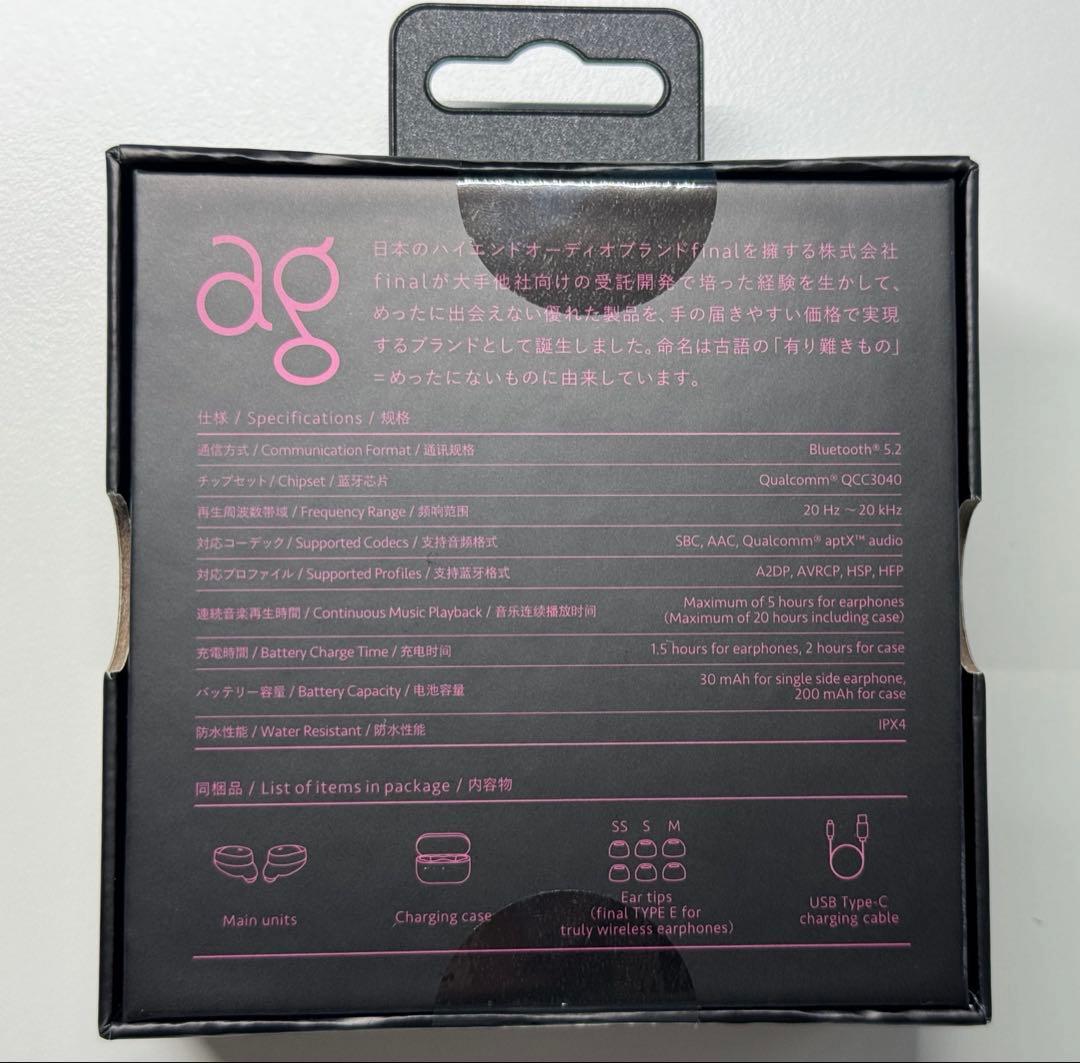 ag
日本のハイエンドオーディオブランドfinalを擁する株式会社
finalが大手他社向けの受託開発で培った経験を生かして、
めったに出会えない優れた製品を、手の届きやすい価格で実現
するブランドとして誕生しました。命名は古語の「有り難きもの」
=めったにないものに由来しています。
仕様 / Specifications / 规格
通信方式 / Communication Format / 通讯规格 Bluetooth® 5.2
チップセット / Chipset / 蓝牙芯片 Qualcomm® QCC3040
再生周波数帯域 / Frequency Range / 频响范围 20 Hz ～ 20 kHz
対応コーデック / Supported Codecs / 支持音频格式 SBC, AAC, Qualcomm® aptX™ audio
対応プロファイル / Supported Profiles / 支持蓝牙格式 A2DP, AVRCP, HSP, HFP
連続音楽再生時間 / Continuous Music Playback / 音乐连续播放时间 Maximum of 5 hours for earphones
(Maximum of 20 hours including case)
充電時間 / Battery Charge Time / 充电时间 1.5 hours for earphones, 2 hours for case
バッテリー容量 / Battery Capacity / 电池容量 30 mAh for single side earphone,
200 mAh for case
防水性能 / Water Resistant / 防水性能 IPX4
同梱品 / List of items in package / 内容物
SS S M
Main units
Charging case
Ear tips
(final TYPE E for
truly wireless earphones)
USB Type-C
charging cable